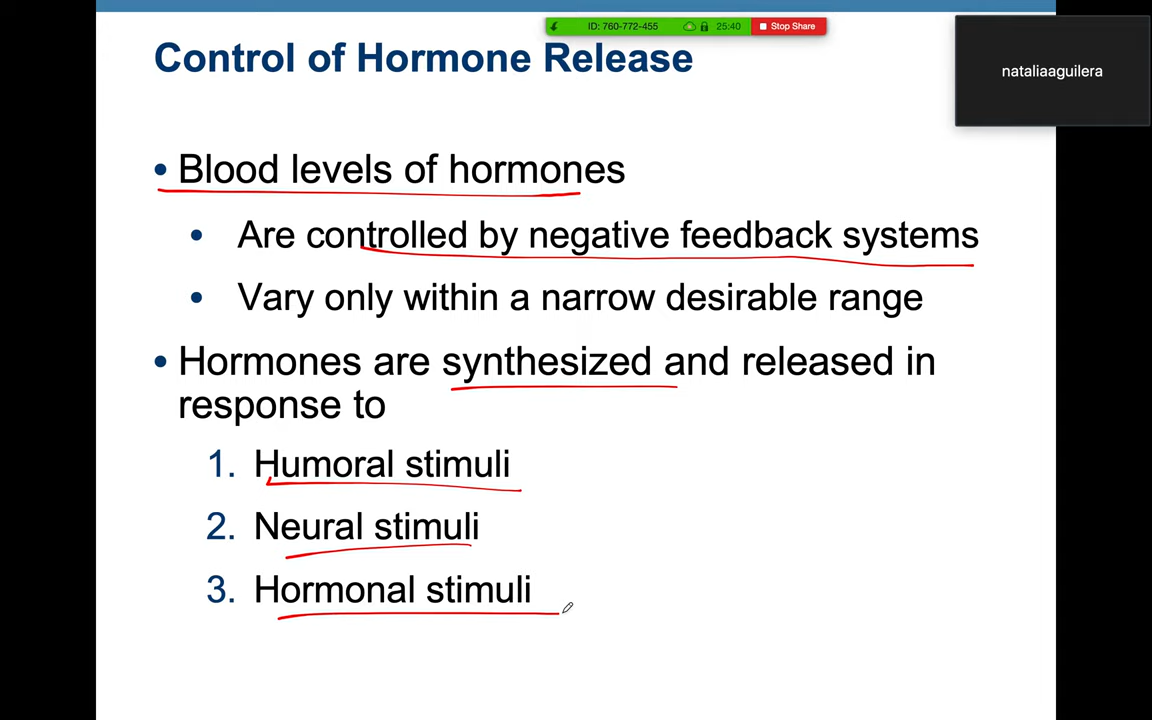 ID: 760-772-455 25:40 Stop Share
Control of Hormone Release
nataliaaguilera
• Blood levels of hormones
• Are controlled by negative feedback systems
• Vary only within a narrow desirable range
• Hormones are synthesized and released in
response to
1. Humoral stimuli
2. Neural stimuli
3. Hormonal stimuli